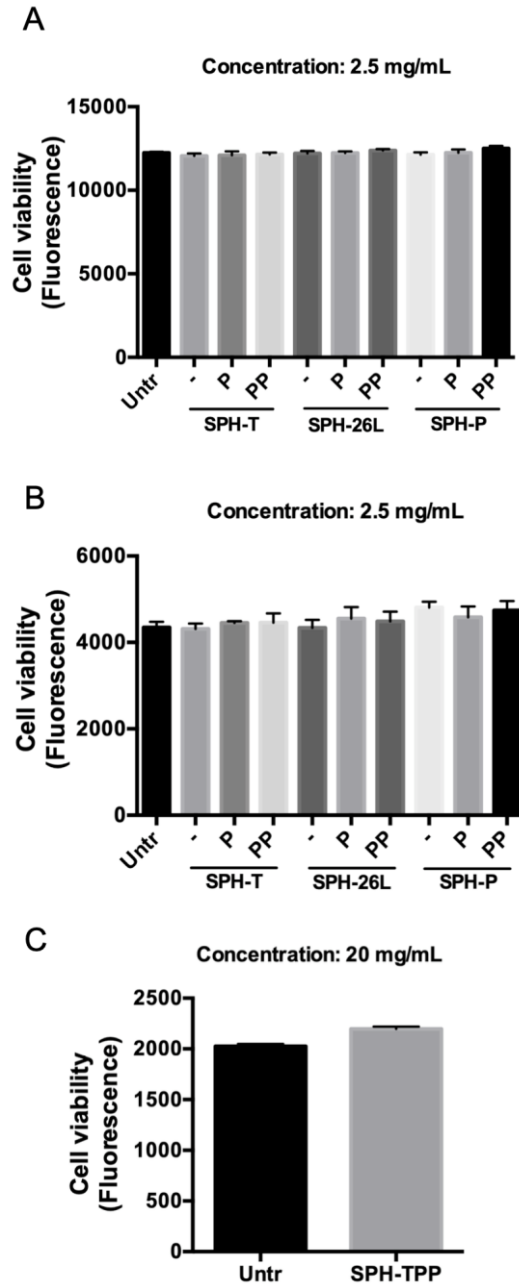 A
Concentration: 2.5 mg/mL
Cell viability
(Fluorescence)
15000
10000
5000
0
Untr - P PP - P PP - P PP
SPH-T SPH-26L SPH-P
B
Concentration: 2.5 mg/mL
Cell viability
(Fluorescence)
6000
4000
2000
0
Untr - P PP - P PP - P PP
SPH-T SPH-26L SPH-P
C
Concentration: 20 mg/mL
Cell viability
(Fluorescence)
2500
2000
1500
1000
500
0
Untr SPH-TPP